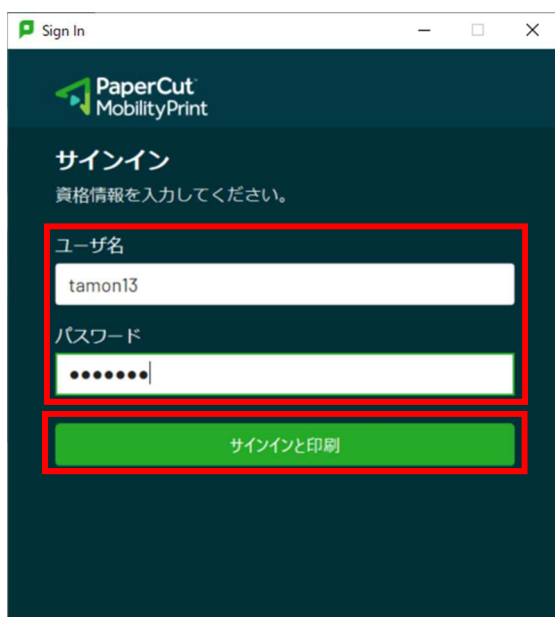 Sign In
PaperCut
MobilityPrint
サインイン
資格情報を入力してください。
ユーザ名
tamon13
パスワード
•••••••
サインインと印刷